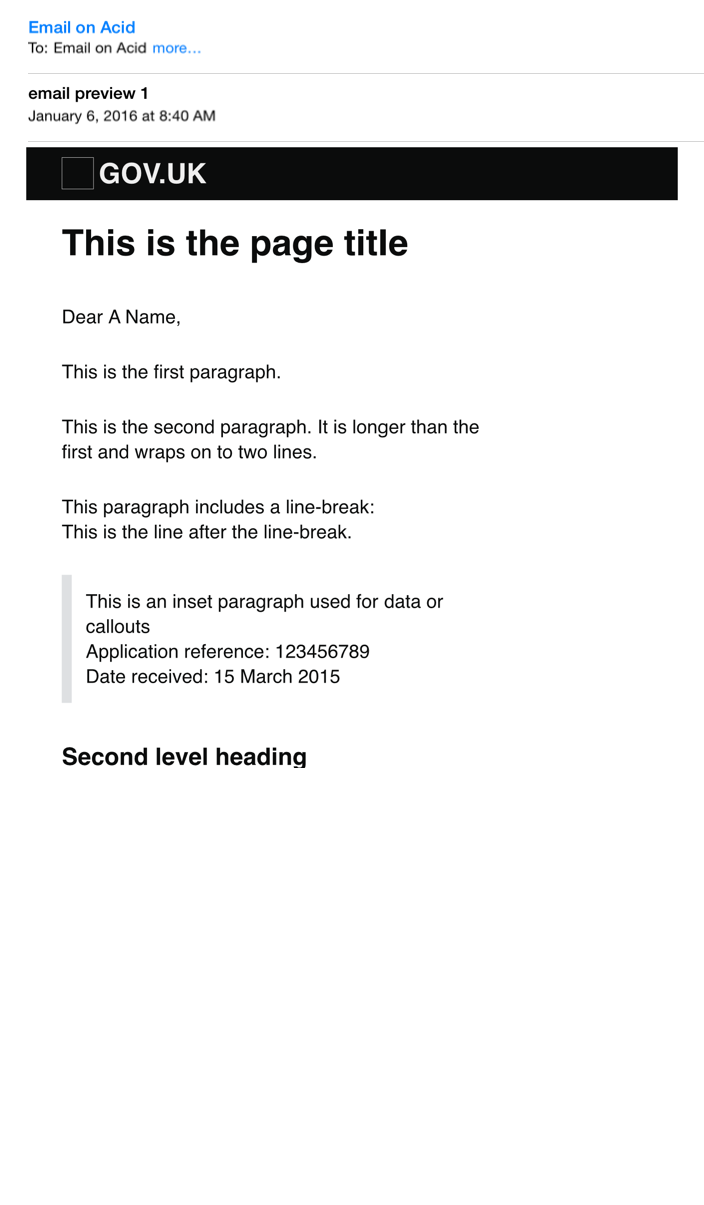 Email on Acid
To: Email on Acid more...
email preview 1
January 6, 2016 at 8:40 AM
GOV.UK
This is the page title
Dear A Name,
This is the first paragraph.
This is the second paragraph. It is longer than the
first and wraps on to two lines.
This paragraph includes a line-break:
This is the line after the line-break.
This is an inset paragraph used for data or
callouts
Application reference: 123456789
Date received: 15 March 2015
Second level heading